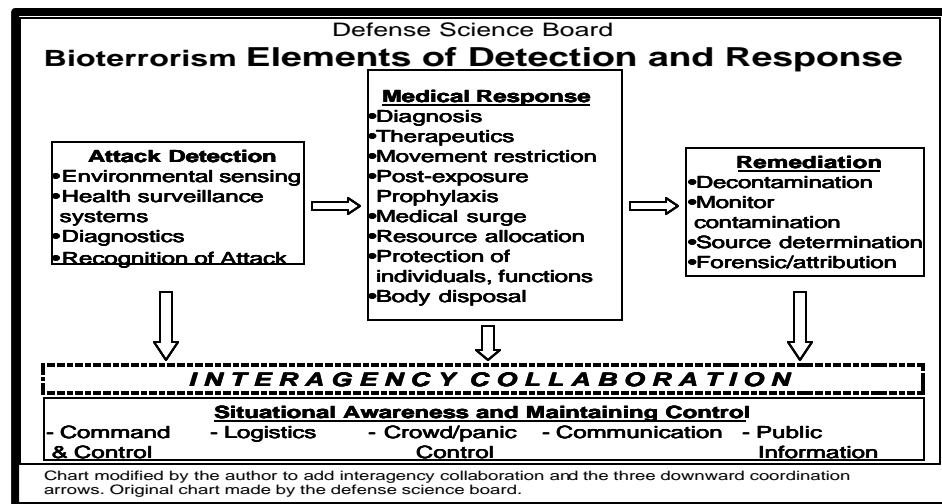 Defense Science Board
Bioterrorism Elements of Detection and Response
Attack Detection
•Environmental sensing
•Health surveillance
systems
•Diagnostics
•Recognition of Attack
Medical Response
•Diagnosis
•Therapeutics
•Movement restriction
•Post-exposure
Prophylaxis
•Medical surge
•Resource allocation
•Protection of
individuals, functions
•Body disposal
Remediation
•Decontamination
•Monitor
contamination
•Source determination
•Forensic/attribution
INTERAGENCY COLLABORATION
Situational Awareness and Maintaining Control
- Command - Logistics - Crowd/panic - Communication - Public
& Control Control Information
Chart modified by the author to add interagency collaboration and the three downward coordination
arrows. Original chart made by the defense science board.